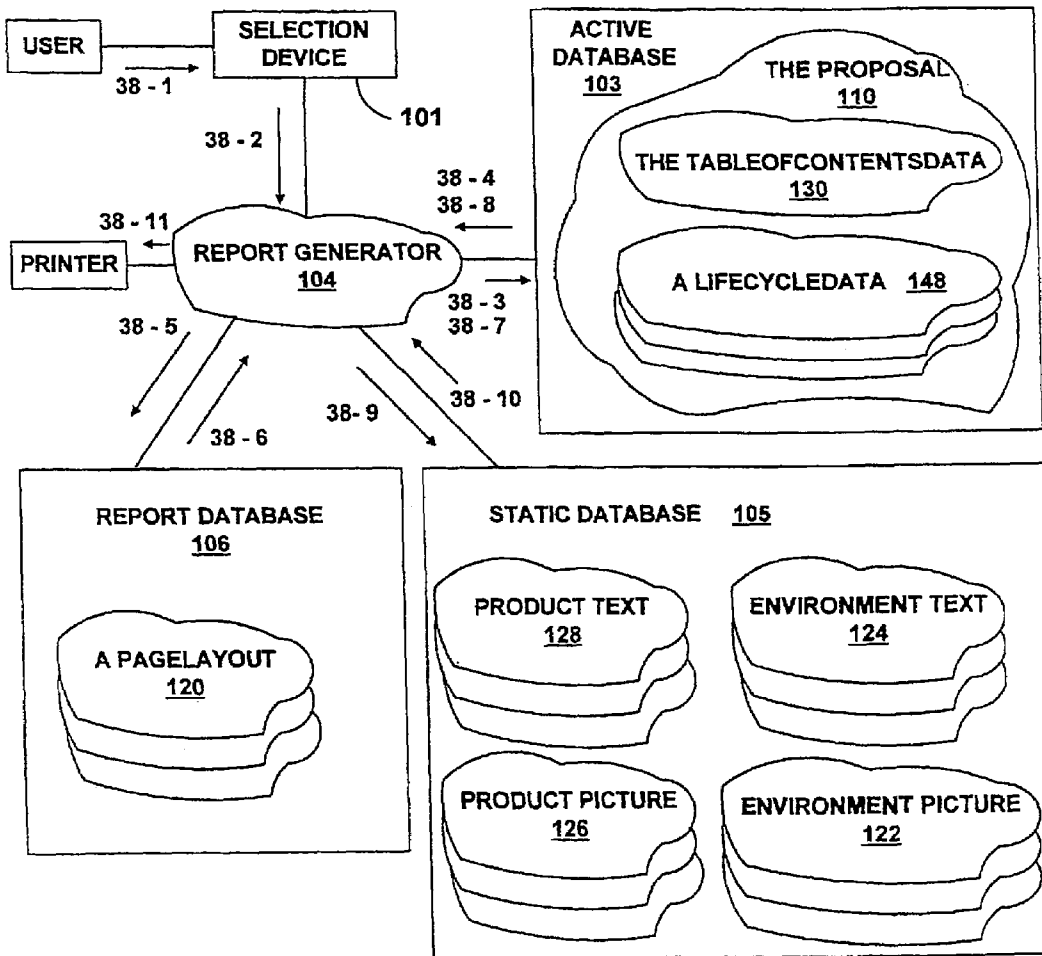 USER
SELECTION
DEVICE
38 - 1
101
38 - 2
ACTIVE
DATABASE
103
THE PROPOSAL
110
THE TABLEOFCONTENTSDATA
130
A LIFECYCLEDATA 148
38 - 4
38 - 8
38 - 11
PRINTER
REPORT GENERATOR
104
38 - 3
38 - 7
38 - 5
38 - 6
38- 9
38 - 10
REPORT DATABASE
106
A PAGELAYOUT
120
STATIC DATABASE 105
PRODUCT TEXT
128
ENVIRONMENT TEXT
124
PRODUCT PICTURE
126
ENVIRONMENT PICTURE
122